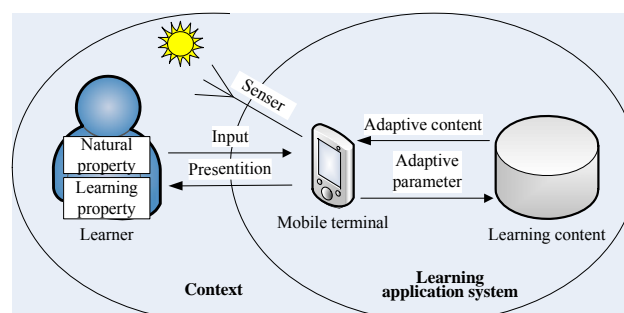 Senser
Natural
property
Learning
property
Learner
Input
Presentition
Mobile terminal
Adaptive content
Adaptive
parameter
Learning content
Context
Learning
application system